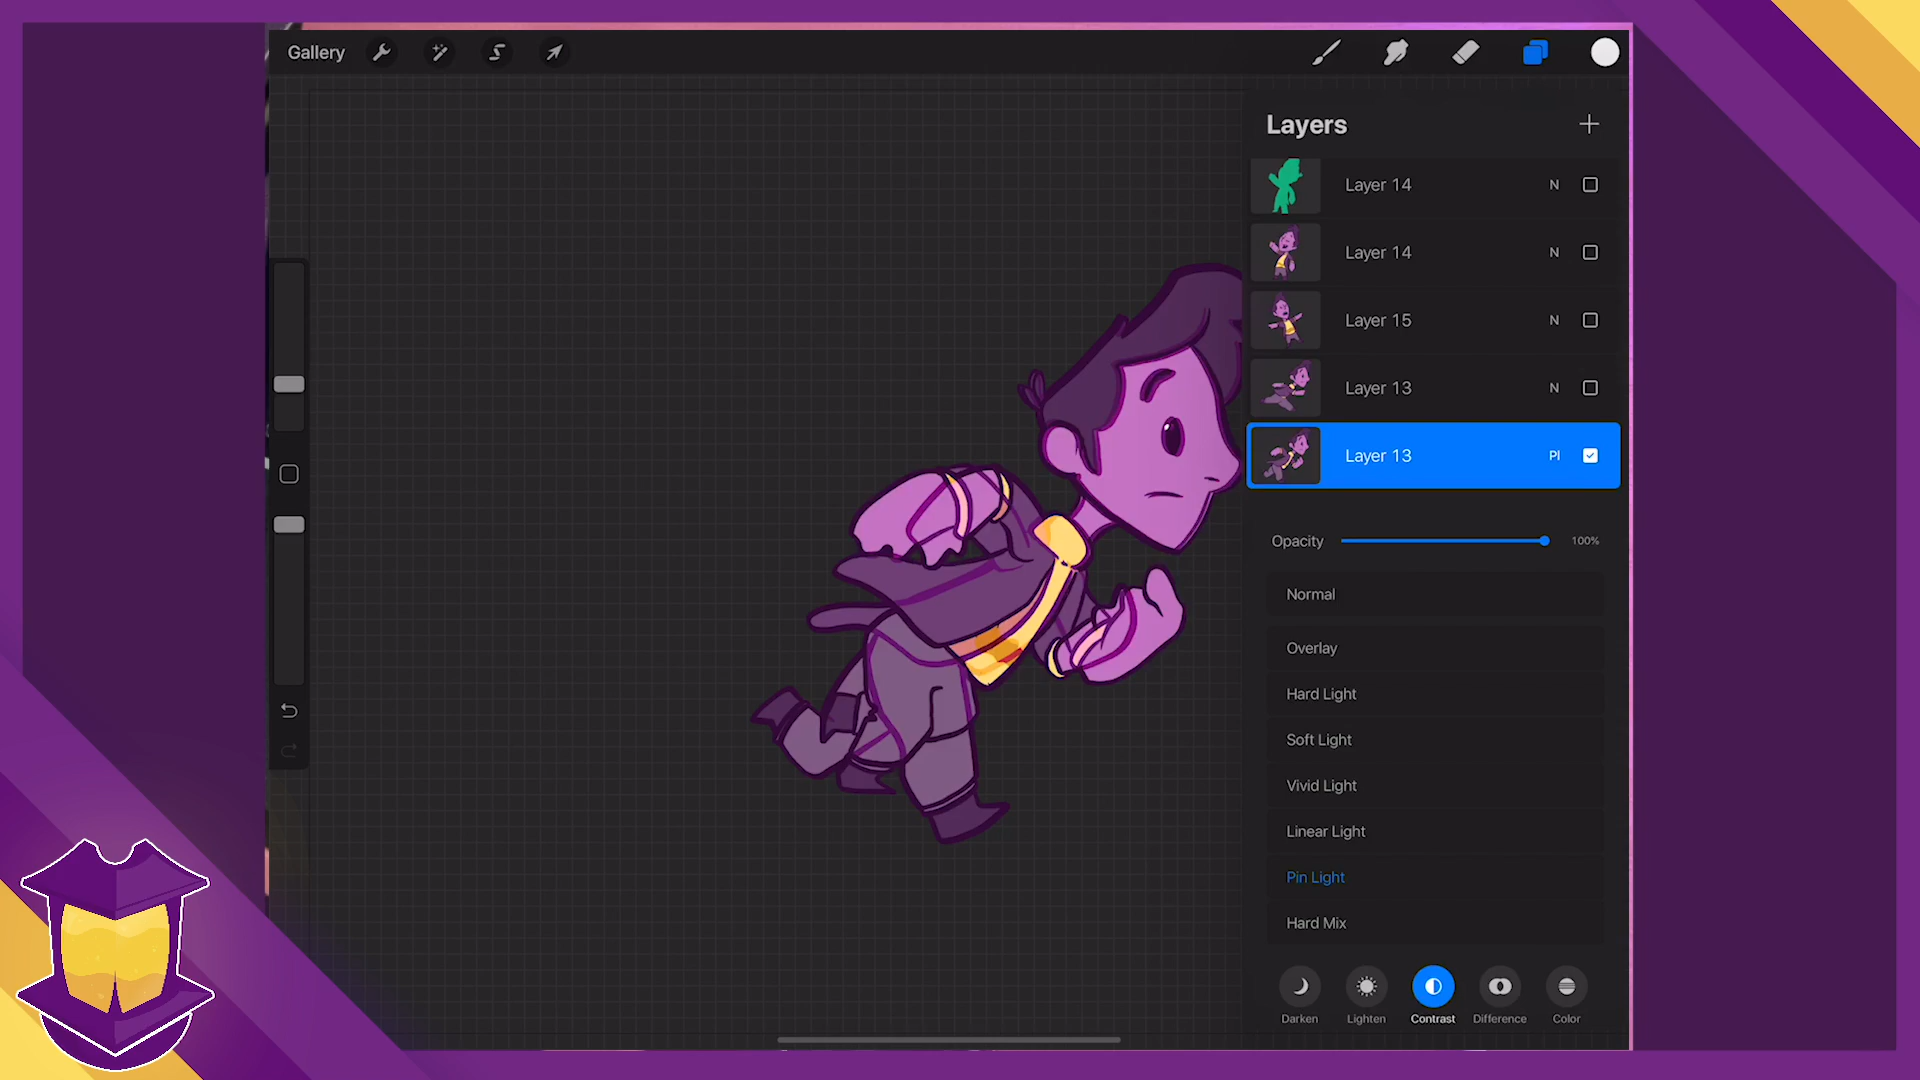 Gallery
Layers
Layer 14 N
Layer 14 N
Layer 15 N
Layer 13 N
Layer 13 Pl
Opacity 100%
Normal
Overlay
Hard Light
Soft Light
Vivid Light
Linear Light
Pin Light
Hard Mix
Darken Lighten Contrast Difference Color